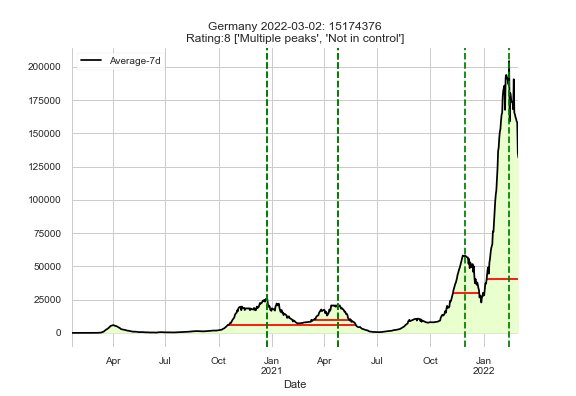 Germany 2022-03-02: 15174376
Rating:8 ['Multiple peaks', 'Not in control']
Average-7d
200000
175000
150000
125000
100000
75000
50000
25000
0
Apr Jul Oct Jan Apr Jul Oct Jan
2021 2022
Date